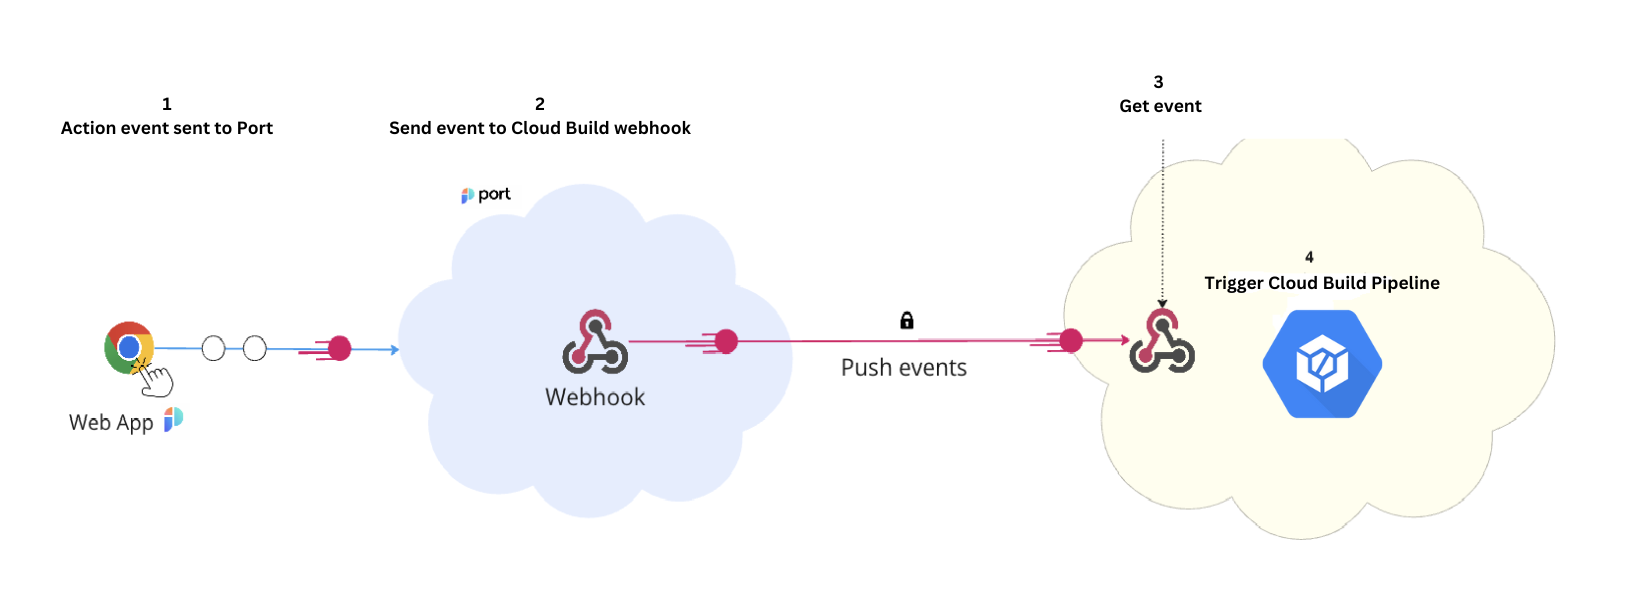 1
Action event sent to Port
2
Send event to Cloud Build webhook
3
Get event
port
4
Trigger Cloud Build Pipeline
Push events
Webhook
Web App